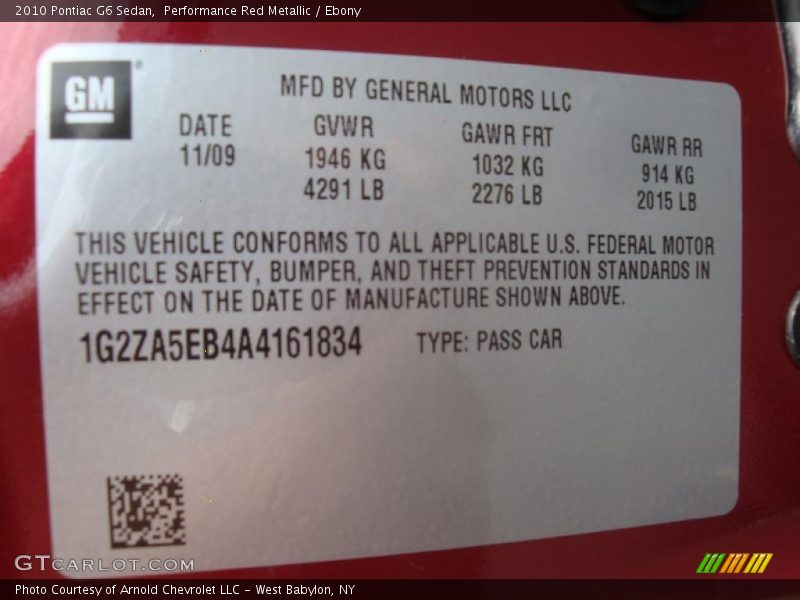 2010 Pontiac G6 Sedan,  Performance Red Metallic / Ebony
GM
MFD BY GENERAL MOTORS LLC
DATE GVWR GAWR FRT GAWR RR
11/09 1946 KG 1032 KG 914 KG
4291 LB 2276 LB 2015 LB
THIS VEHICLE CONFORMS TO ALL APPLICABLE U.S. FEDERAL MOTOR
VEHICLE SAFETY, BUMPER, AND THEFT PREVENTION STANDARDS IN
EFFECT ON THE DATE OF MANUFACTURE SHOWN ABOVE.
1G2ZA5EB4A4161834 TYPE: PASS CAR
GTCARLOT.COM
Photo Courtesy of Arnold Chevrolet LLC - West Babylon, NY